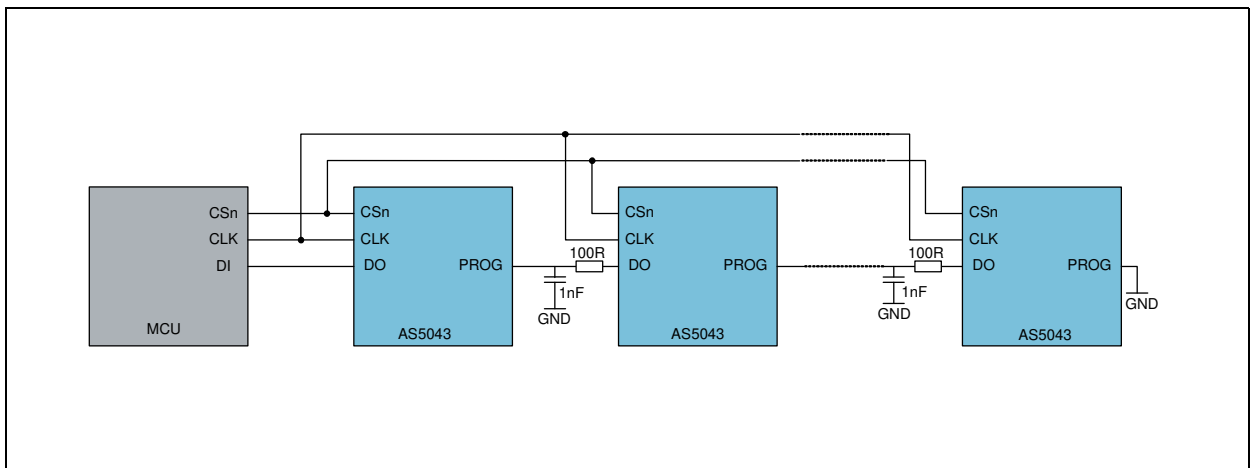 CSn
CLK
DI
MCU
CSn
CLK
DO
PROG
AS5043
100R
1nF
GND
CSn
CLK
DO
PROG
AS5043
100R
1nF
GND
CSn
CLK
DO
PROG
AS5043
GND